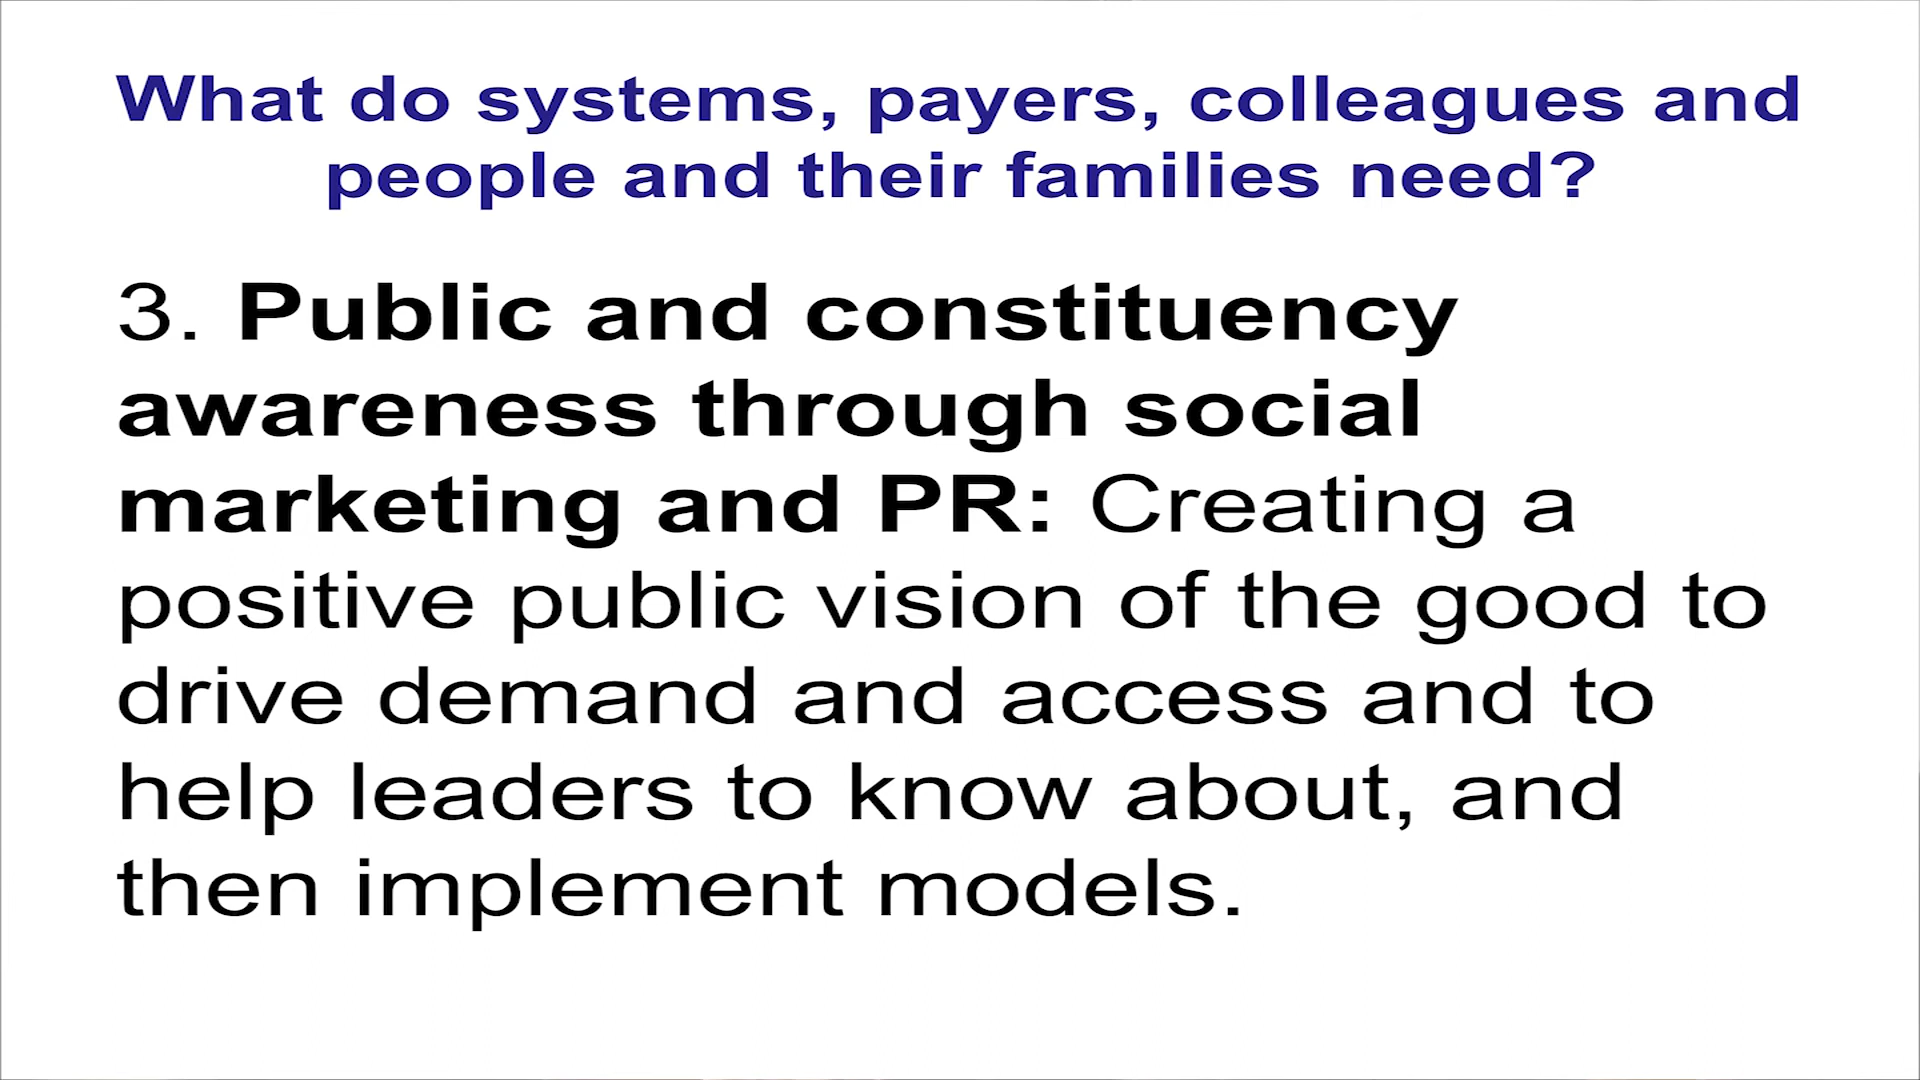 What do systems, payers, colleagues and
people and their families need?
3. Public and constituency
awareness through social
marketing and PR: Creating a
positive public vision of the good to
drive demand and access and to
help leaders to know about, and
then implement models.